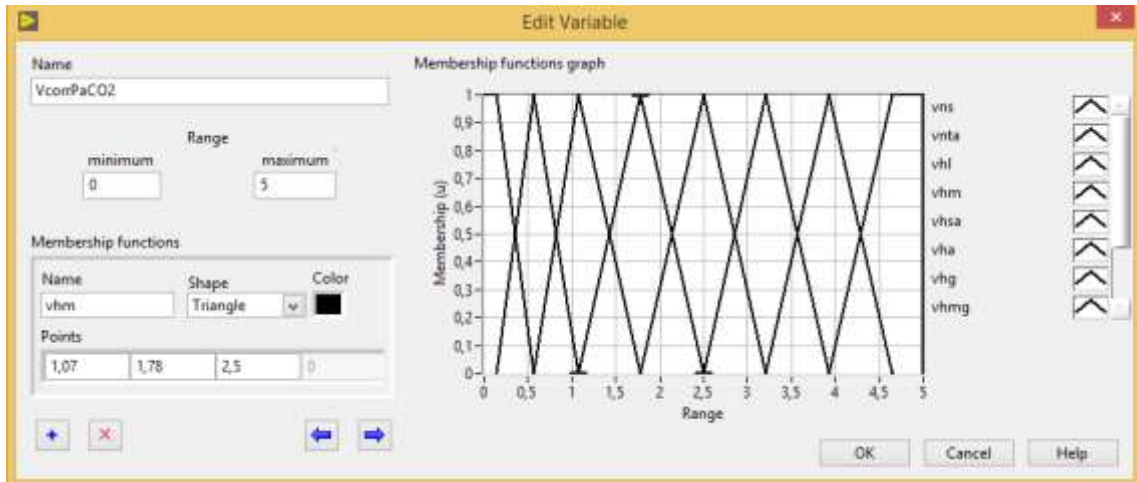 Edit Variable
Name
VcorrPaCO2
Range
minimum
maximum
0
5
Membership functions
Name
Shape
Color
vhm
Triangle
Points
1,07
1,78
2,5
0
Membership functions graph
Membership (u)
1
0,9
0,8
0,7
0,6
0,5
0,4
0,3
0,2
0,1
0
0 0,5 1 1,5 2 2,5 3 3,5 4 4,5 5
Range
vns
vnta
vhl
vhm
vhsa
vha
vhg
vhmg
OK
Cancel
Help